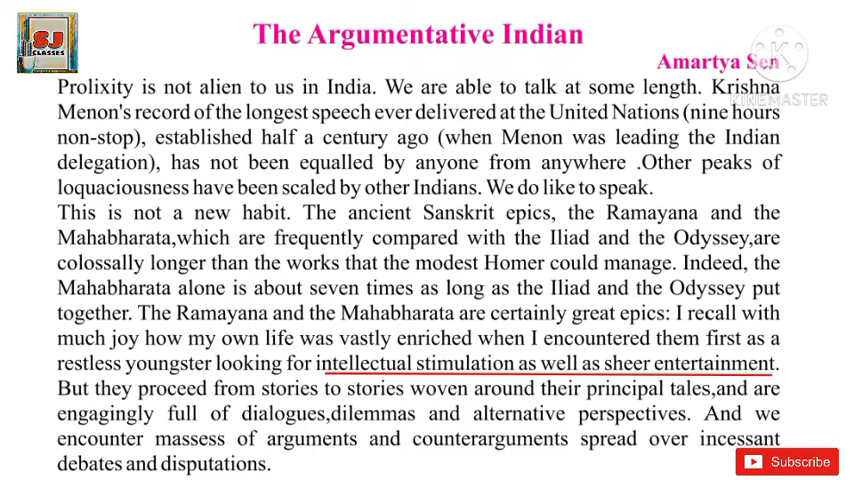 SJ
CLASSES
The Argumentative Indian
Amartya Sen
KINEMASTER
Prolixity is not alien to us in India. We are able to talk at some length. Krishna
Menon's record of the longest speech ever delivered at the United Nations (nine hours
non-stop), established half a century ago (when Menon was leading the Indian
delegation), has not been equalled by anyone from anywhere .Other peaks of
loquaciousness have been scaled by other Indians. We do like to speak.
This is not a new habit. The ancient Sanskrit epics, the Ramayana and the
Mahabharata,which are frequently compared with the Iliad and the Odyssey,are
colossally longer than the works that the modest Homer could manage. Indeed, the
Mahabharata alone is about seven times as long as the Iliad and the Odyssey put
together. The Ramayana and the Mahabharata are certainly great epics: I recall with
much joy how my own life was vastly enriched when I encountered them first as a
restless youngster looking for intellectual stimulation as well as sheer entertainment.
But they proceed from stories to stories woven around their principal tales,and are
engagingly full of dialogues,dilemmas and alternative perspectives. And we
encounter massess of arguments and counterarguments spread over incessant
debates and disputations.
Subscribe